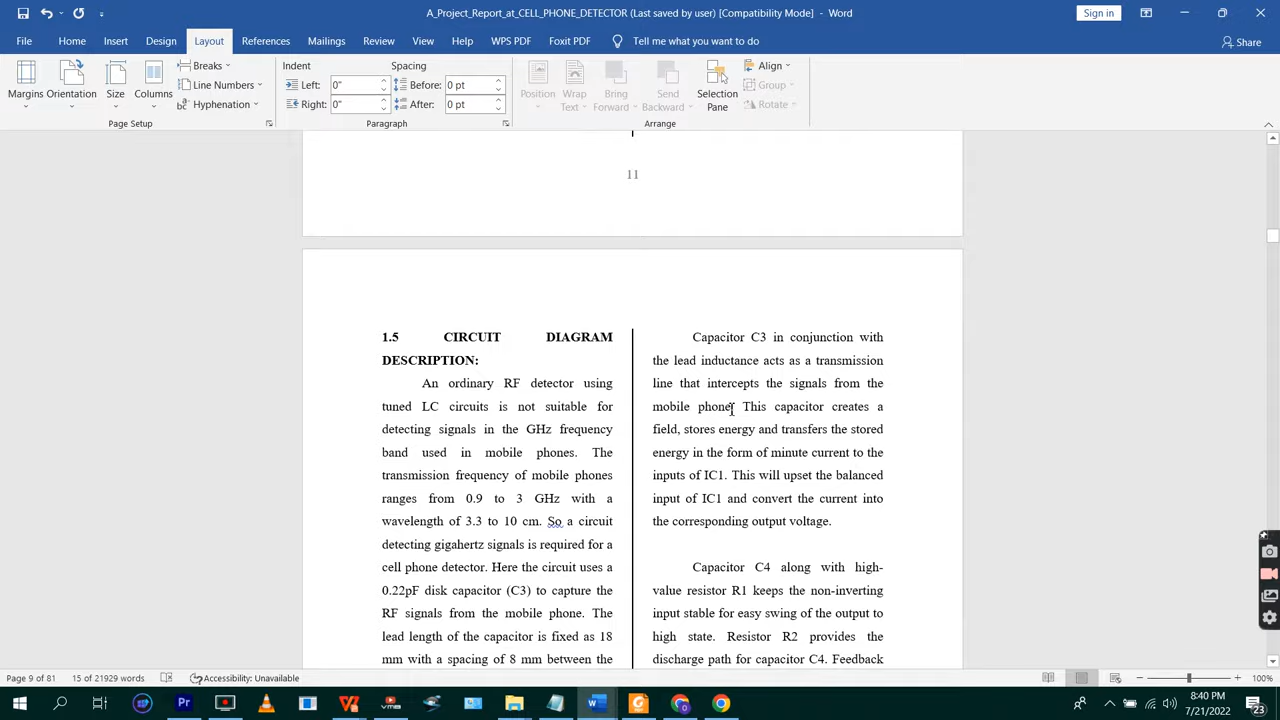 A_Project_Report_at_CELL_PHONE_DETECTOR (Last saved by user) [Compatibility Mode] - Word
Sign in
File Home Insert Design Layout References Mailings Review View Help WPS PDF Foxit PDF Tell me what you want to do
Share
Margins
Orientation
Size
Columns
Breaks
Line Numbers
Hyphenation
Page Setup
Indent
Left: 0"
Right: 0"
Spacing
Before: 0 pt
After: 0 pt
Paragraph
Position
Wrap Text
Bring Forward
Send Backward
Selection Pane
Align
Group
Rotate
Arrange
11
1.5 CIRCUIT DIAGRAM
DESCRIPTION:
An ordinary RF detector using
tuned LC circuits is not suitable for
detecting signals in the GHz frequency
band used in mobile phones. The
transmission frequency of mobile phones
ranges from 0.9 to 3 GHz with a
wavelength of 3.3 to 10 cm. So a circuit
detecting gigahertz signals is required for a
cell phone detector. Here the circuit uses a
0.22pF disk capacitor (C3) to capture the
RF signals from the mobile phone. The
lead length of the capacitor is fixed as 18
mm with a spacing of 8 mm between the
Capacitor C3 in conjunction with
the lead inductance acts as a transmission
line that intercepts the signals from the
mobile phone. This capacitor creates a
field, stores energy and transfers the stored
energy in the form of minute current to the
inputs of IC1. This will upset the balanced
input of IC1 and convert the current into
the corresponding output voltage.
Capacitor C4 along with high-
value resistor R1 keeps the non-inverting
input stable for easy swing of the output to
high state. Resistor R2 provides the
discharge path for capacitor C4. Feedback
Page 9 of 81 15 of 21929 words Accessibility: Unavailable
100%
8:40 PM
7/21/2022
23